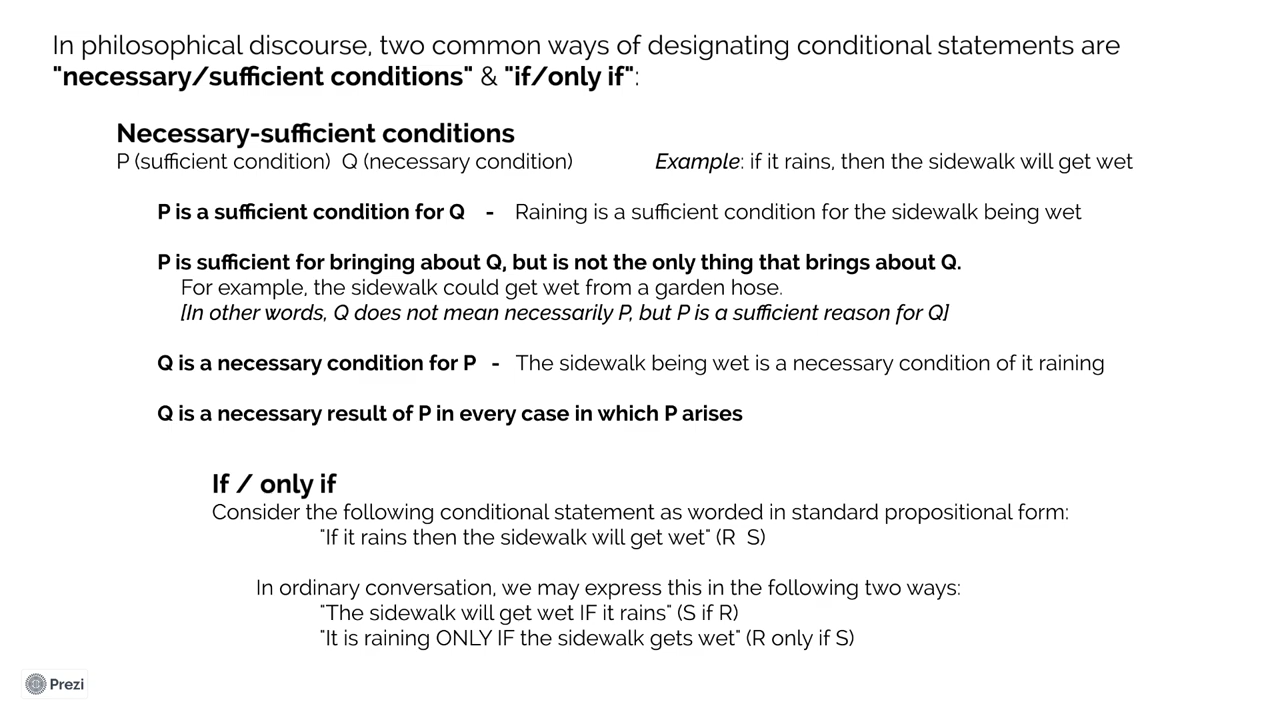 In philosophical discourse, two common ways of designating conditional statements are
"necessary/sufficient conditions" & "if/only if":
Necessary-sufficient conditions
P (sufficient condition)  Q (necessary condition)
Example: if it rains, then the sidewalk will get wet
P is a sufficient condition for Q - Raining is a sufficient condition for the sidewalk being wet
P is sufficient for bringing about Q, but is not the only thing that brings about Q.
For example, the sidewalk could get wet from a garden hose.
[In other words, Q does not mean necessarily P, but P is a sufficient reason for Q]
Q is a necessary condition for P - The sidewalk being wet is a necessary condition of it raining
Q is a necessary result of P in every case in which P arises
If / only if
Consider the following conditional statement as worded in standard propositional form:
"If it rains then the sidewalk will get wet" (R  S)
In ordinary conversation, we may express this in the following two ways:
"The sidewalk will get wet IF it rains" (S if R)
"It is raining ONLY IF the sidewalk gets wet" (R only if S)
Prezi